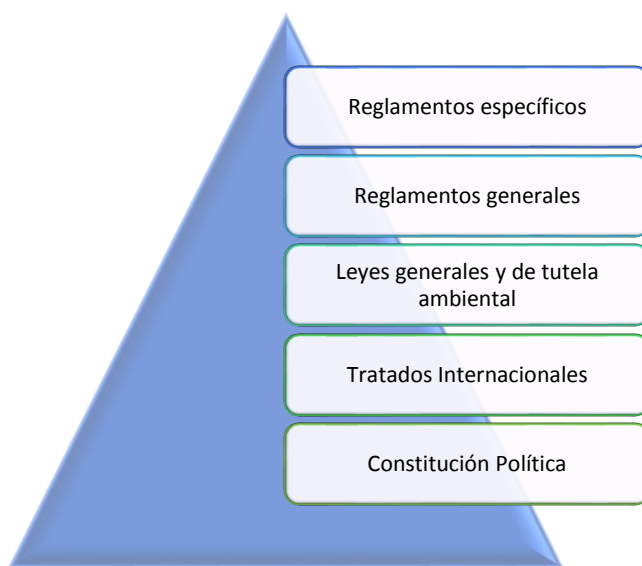 Reglamentos específicos
Reglamentos generales
Leyes generales y de tutela
ambiental
Tratados Internacionales
Constitución Política